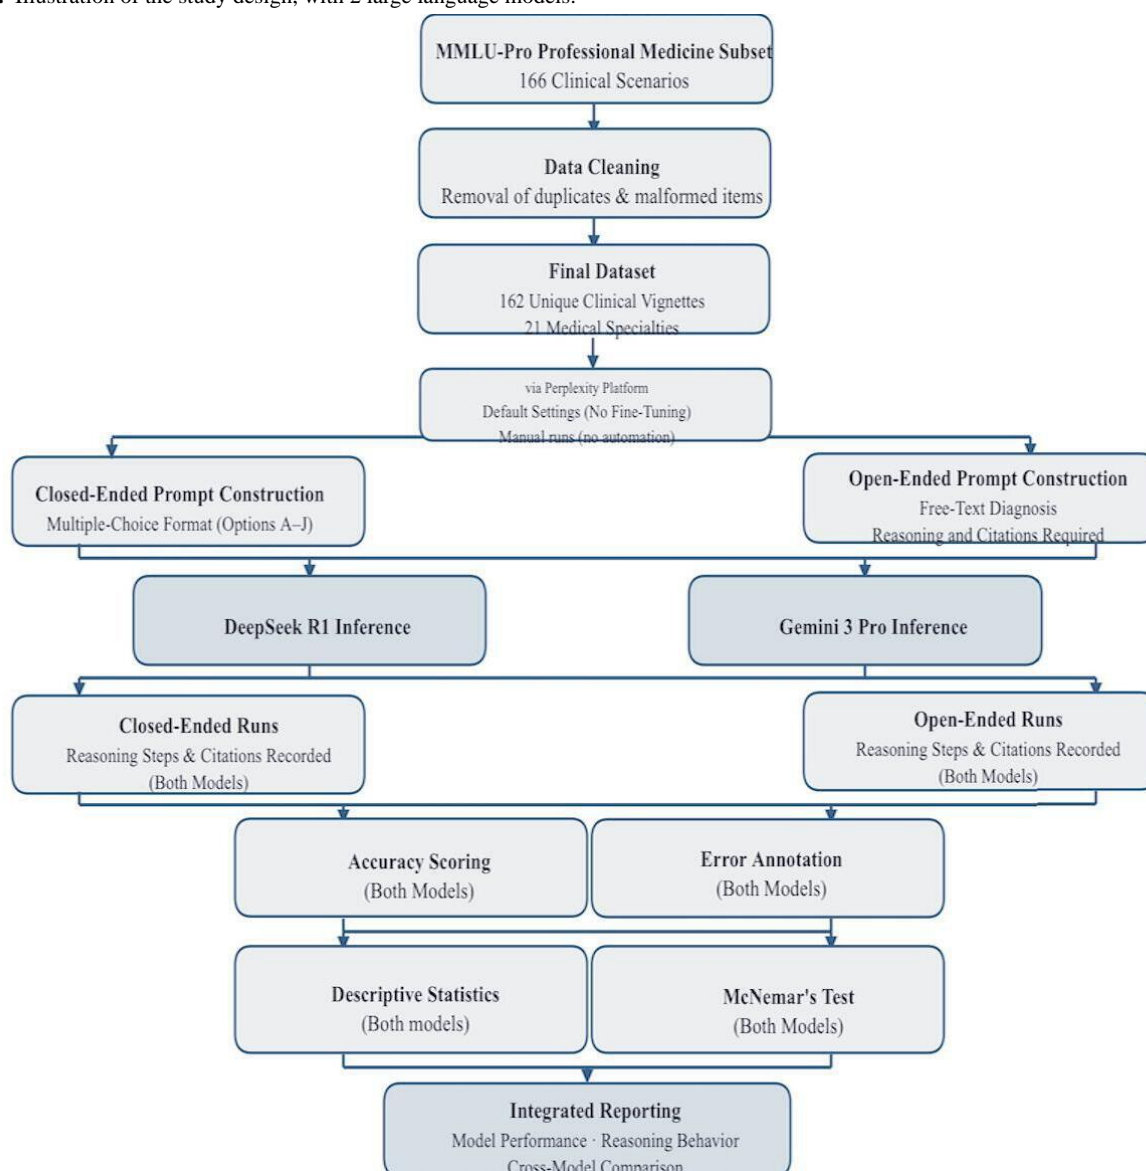 Illustration of the study design, with 2 large language models.
MMLU-Pro Professional Medicine Subset
166 Clinical Scenarios
Data Cleaning
Removal of duplicates & malformed items
Final Dataset
162 Unique Clinical Vignettes
21 Medical Specialties
via Perplexity Platform
Default Settings (No Fine-Tuning)
Manual runs (no automation)
Closed-Ended Prompt Construction
Multiple-Choice Format (Options A–J)
Open-Ended Prompt Construction
Free-Text Diagnosis
Reasoning and Citations Required
DeepSeek R1 Inference
Gemini 3 Pro Inference
Closed-Ended Runs
Reasoning Steps & Citations Recorded
(Both Models)
Open-Ended Runs
Reasoning Steps & Citations Recorded
(Both Models)
Accuracy Scoring
(Both Models)
Error Annotation
(Both Models)
Descriptive Statistics
(Both models)
McNemar's Test
(Both Models)
Integrated Reporting
Model Performance · Reasoning Behavior
Cross-Model Comparison